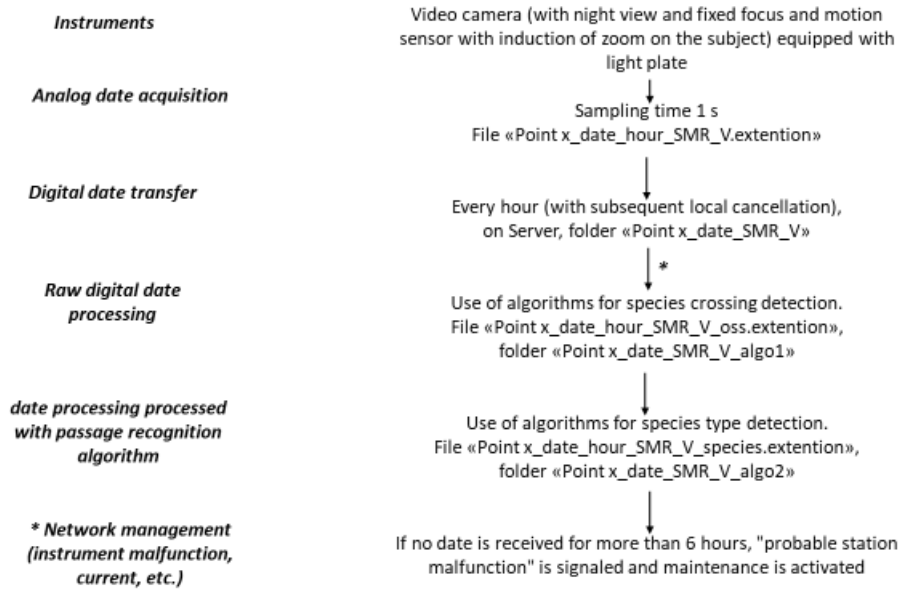 Instruments
Video camera (with night view and fixed focus and motion
sensor with induction of zoom on the subject) equipped with
light plate
Analog date acquisition
Sampling time 1 s
File «Point x_date_hour_SMR_V.extention»
Digital date transfer
Every hour (with subsequent local cancellation),
on Server, folder «Point x_date_SMR_V»
*
Raw digital date
processing
Use of algorithms for species crossing detection.
File «Point x_date_hour_SMR_V_oss.extention»,
folder «Point x_date_SMR_V_algo1»
date processing processed
with passage recognition
algorithm
Use of algorithms for species type detection.
File «Point x_date_hour_SMR_V_species.extention»,
folder «Point x_date_SMR_V_algo2»
* Network management
(instrument malfunction,
current, etc.)
If no date is received for more than 6 hours, "probable station
malfunction" is signaled and maintenance is activated